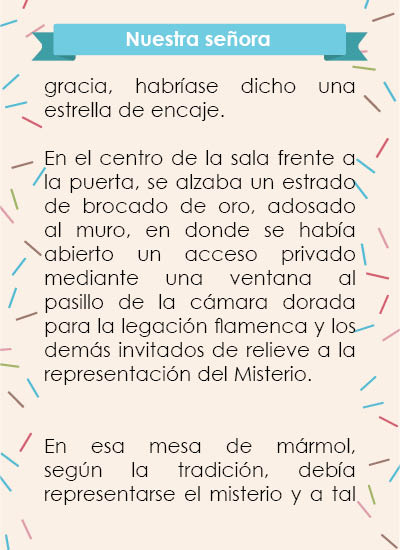 Nuestra señora
gracia, habríase dicho una
estrella de encaje.
En el centro de la sala frente a
la puerta, se alzaba un estrado
de brocado de oro, adosado
al muro, en donde se había
abierto un acceso privado
mediante una ventana al
pasillo de la cámara dorada
para la legación flamenca y los
demás invitados de relieve a la
representación del Misterio.
En esa mesa de mármol,
según la tradición, debía
representarse el misterio y a tal